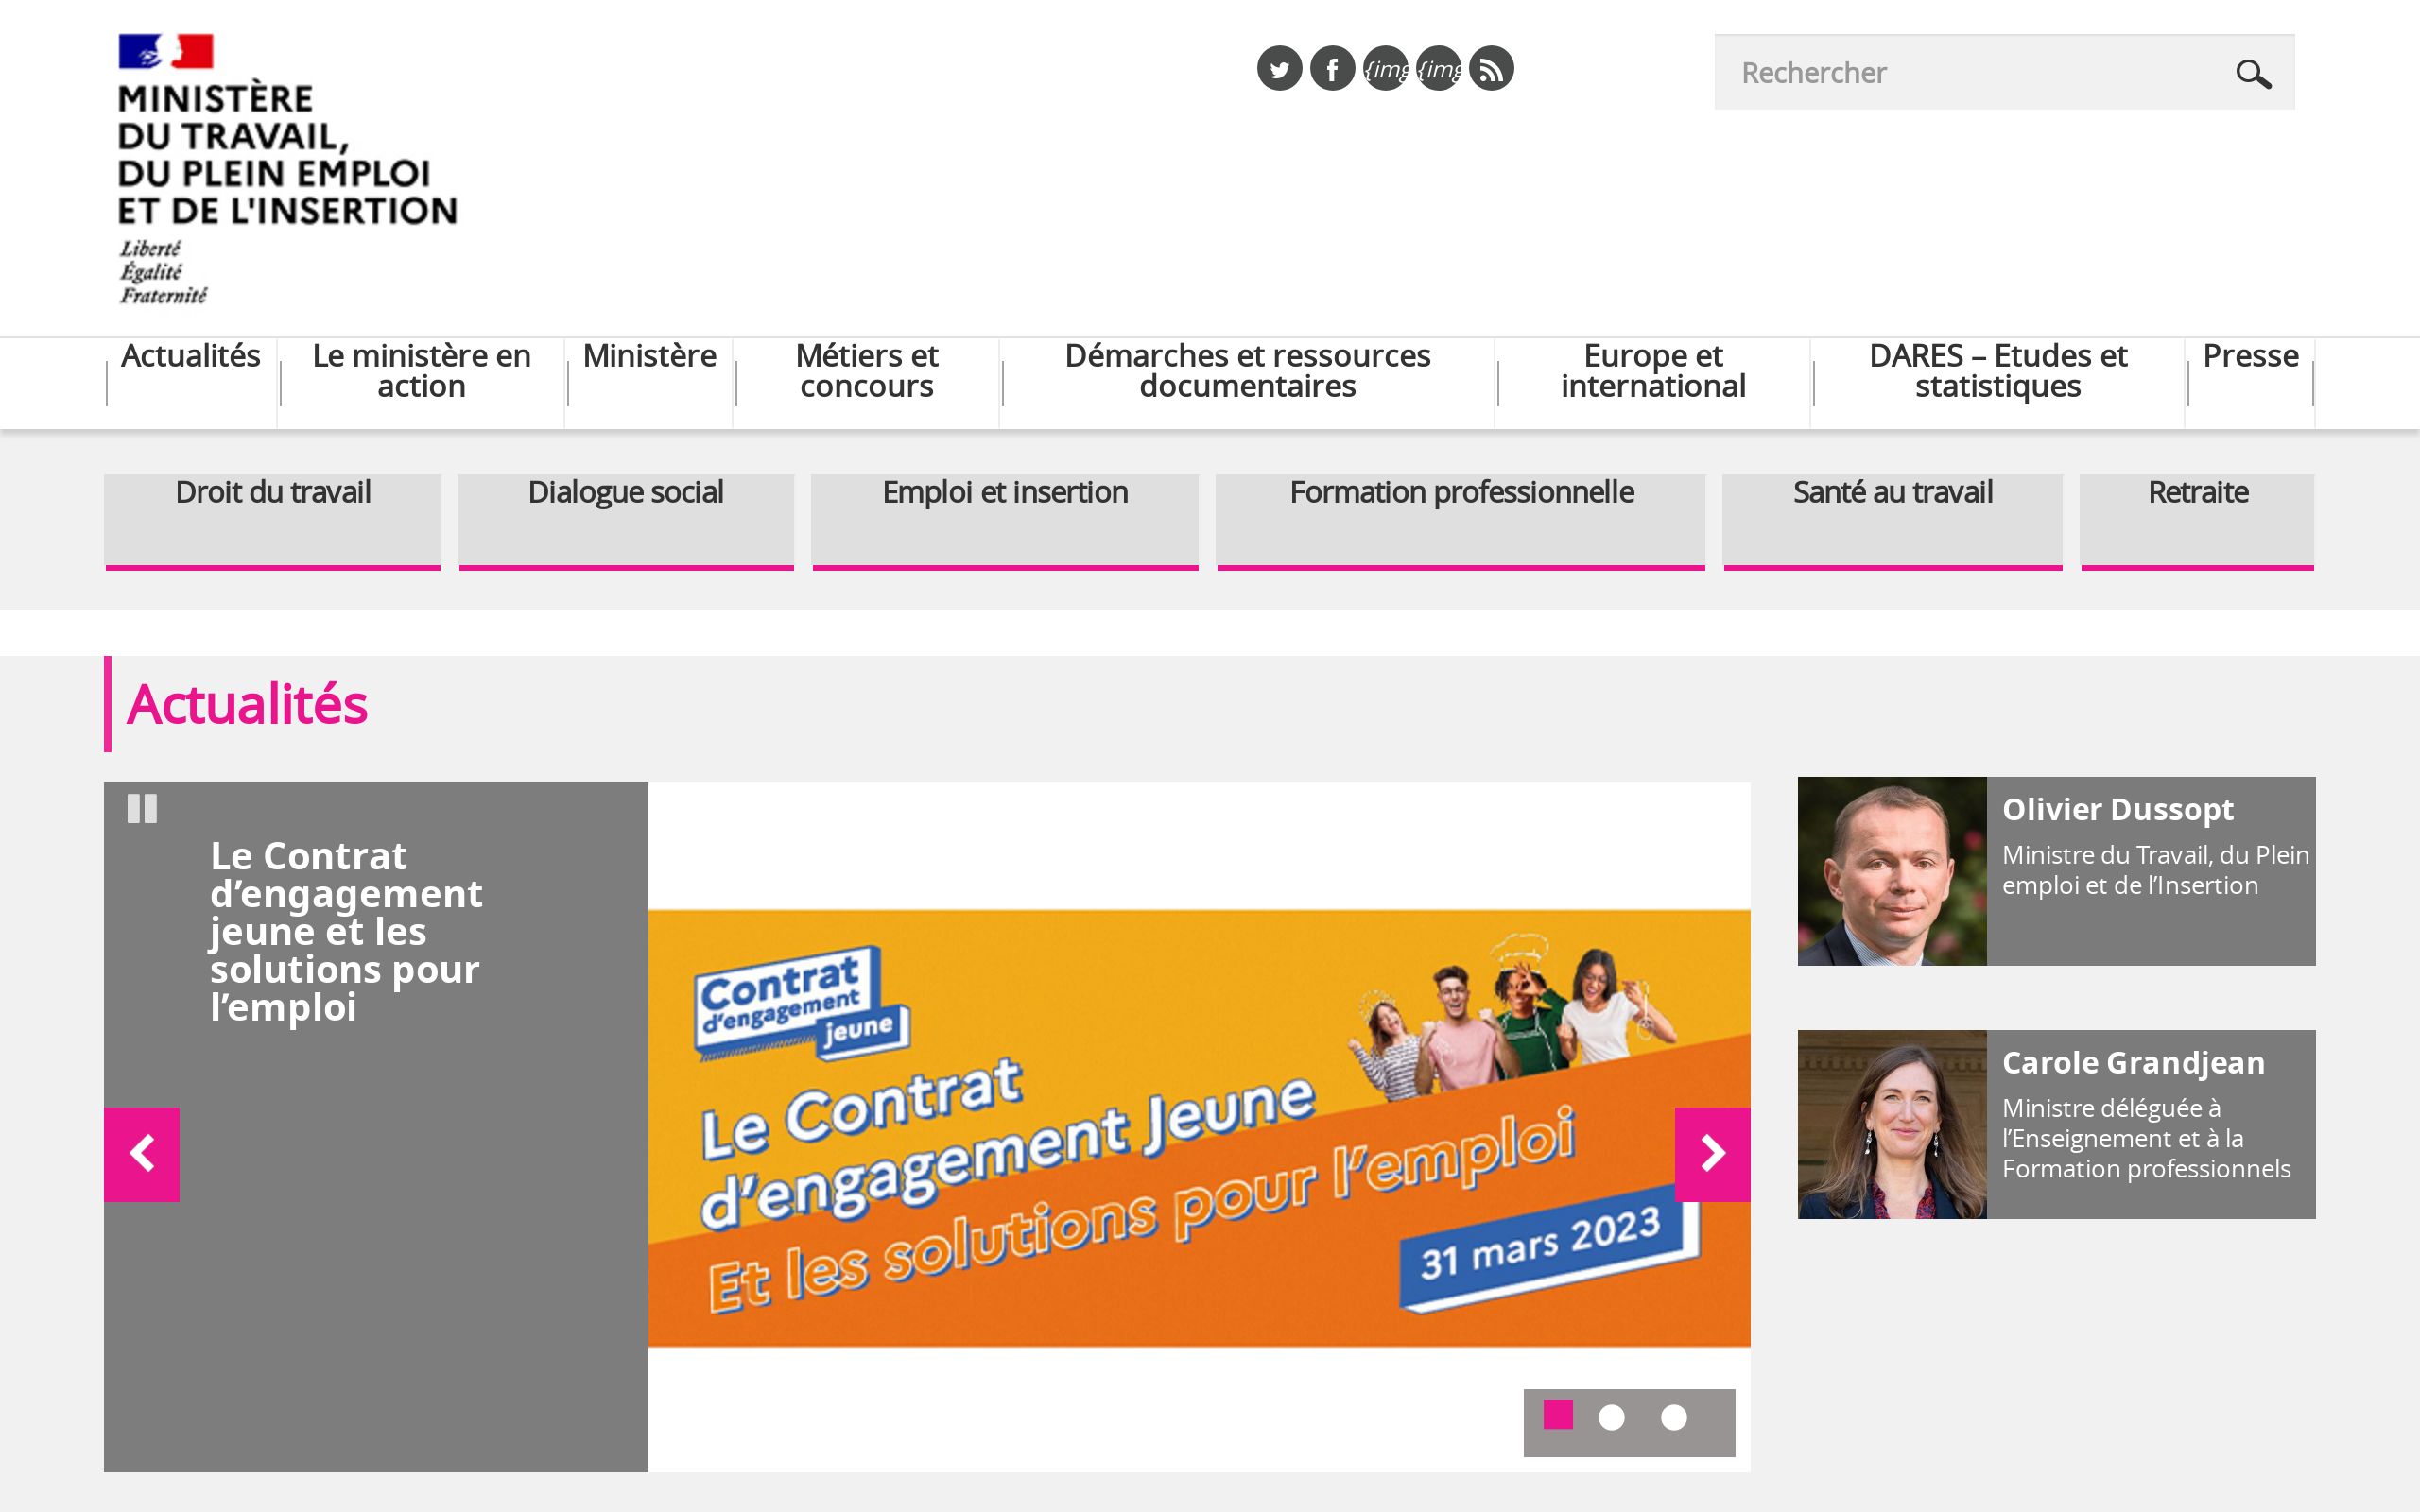 MINISTÈRE
DU TRAVAIL,
DU PLEIN EMPLOI
ET DE L'INSERTION
Liberté
Égalité
Fraternité
{img {img
Rechercher
Actualités
Le ministère en
action
Ministère
Métiers et
concours
Démarches et ressources
documentaires
Europe et
international
DARES – Etudes et
statistiques
Presse
Droit du travail
Dialogue social
Emploi et insertion
Formation professionnelle
Santé au travail
Retraite
Actualités
Le Contrat
d’engagement
jeune et les
solutions pour
l’emploi
Contrat
d'engagement
jeune
Le Contrat
d'engagement Jeune
Et les solutions pour l'emploi
31 mars 2023
Olivier Dussopt
Ministre du Travail, du Plein
emploi et de l’Insertion
Carole Grandjean
Ministre déléguée à
l’Enseignement et à la
Formation professionnels